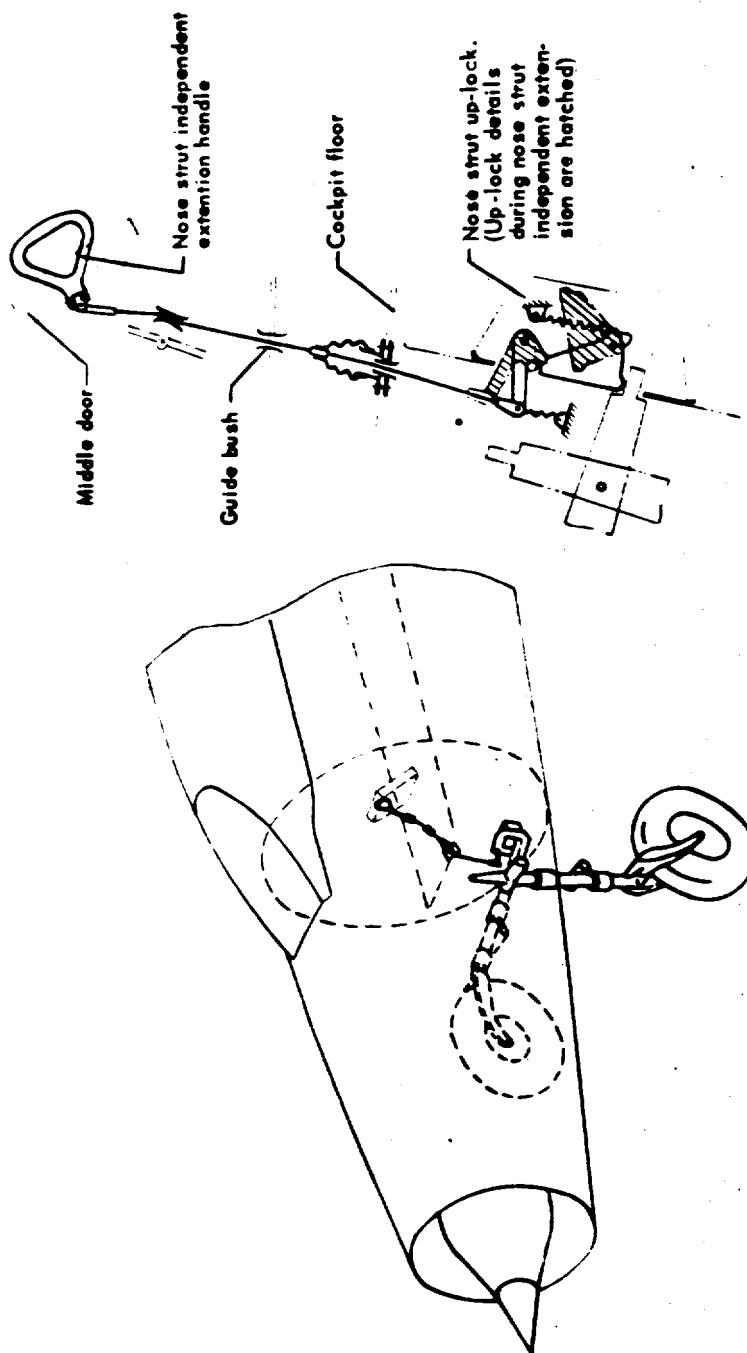 Middle door
Nose strut independent
extention handle
Guide bush
Cockpit floor
Nose strut up-lock.
(Up-lock details
during nose strut
independent exten-
sion are hatched)